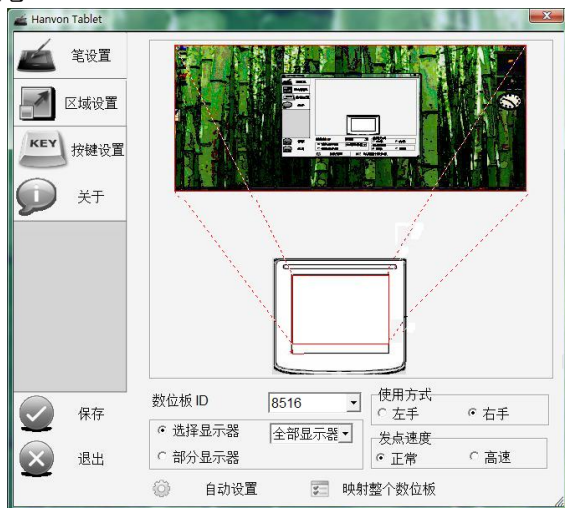 Hanvon Tablet
笔设置
区域设置
KEY
按键设置
关于
保存
退出
数位板 ID
8516
选择显示器
全部显示器
部分显示器
使用方式
左手
右手
发点速度
正常
高速
自动设置
映射整个数位板